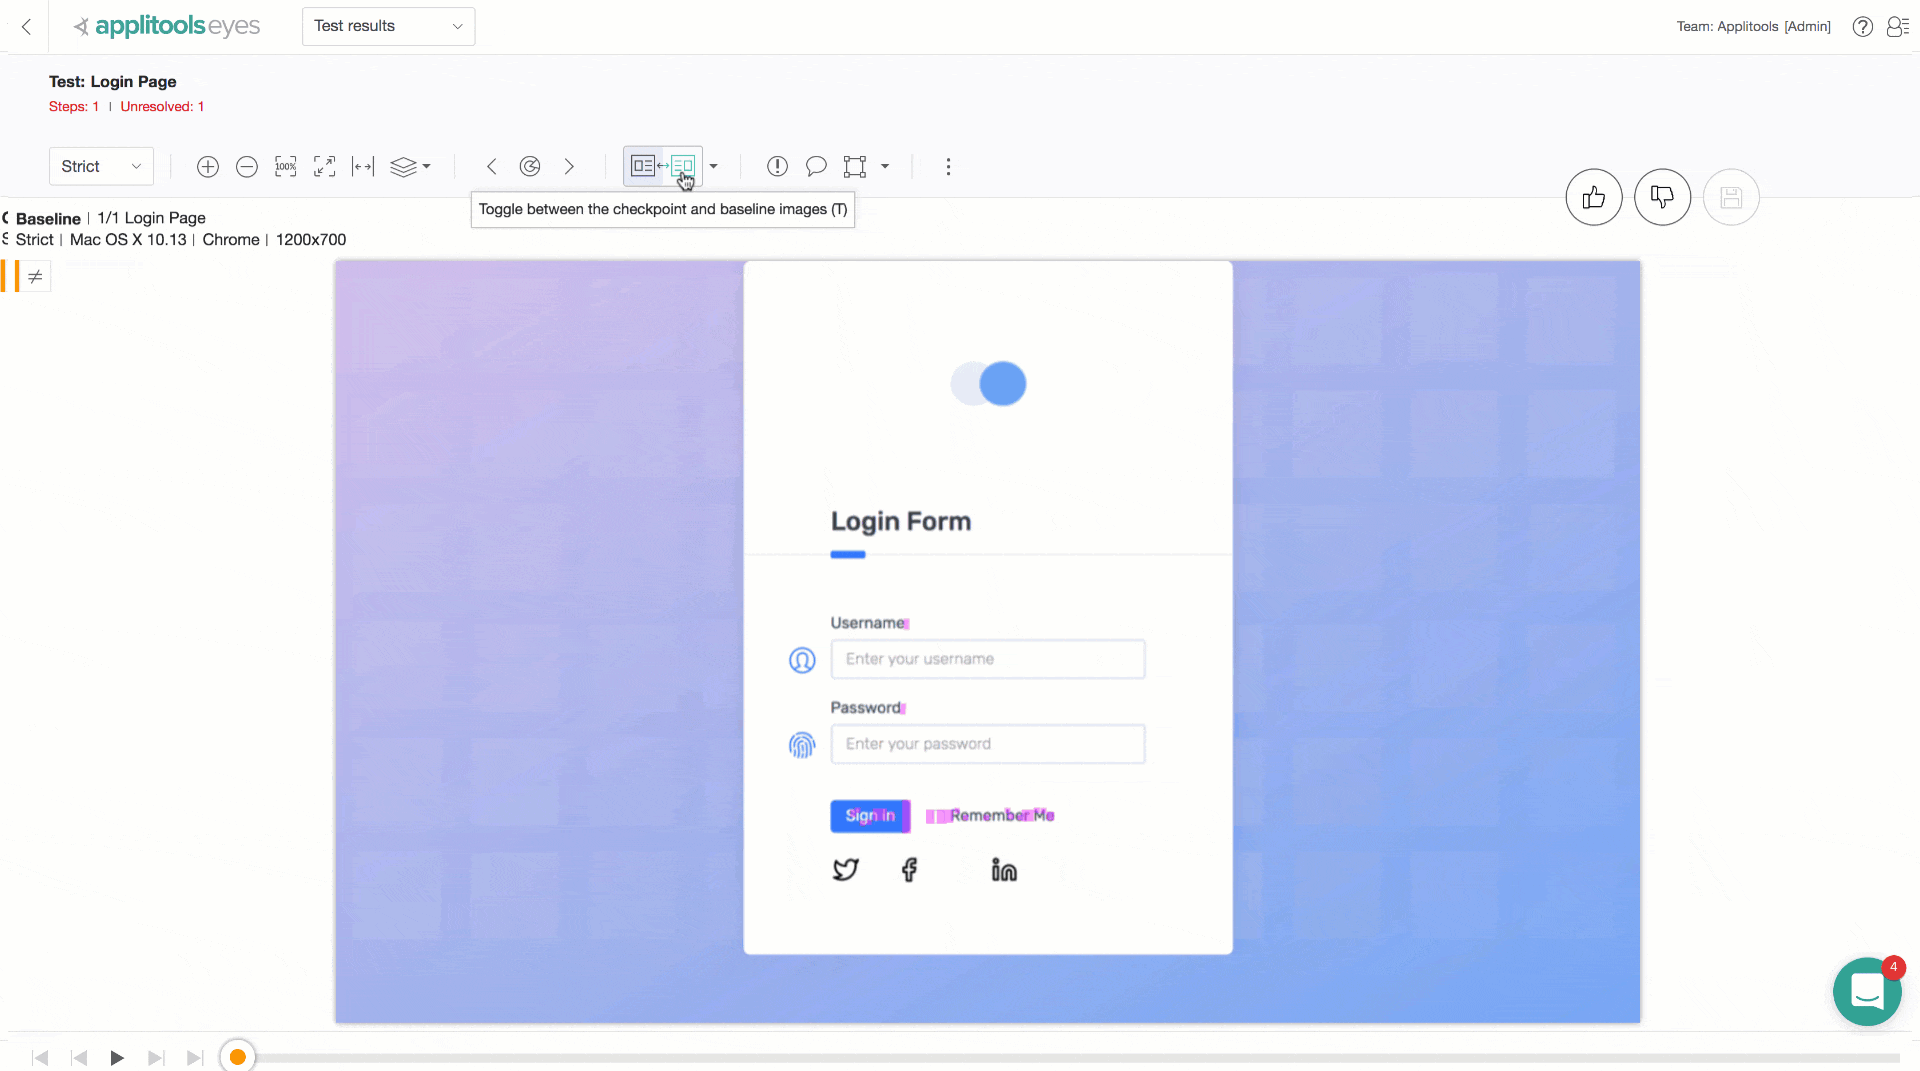 applitools eyes
Test results
Team: Applitools [Admin]
Test: Login Page
Steps: 1 | Unresolved: 1
Strict
100%
Toggle between the checkpoint and baseline images (T)
Baseline | 1/1 Login Page
Strict | Mac OS X 10.13 | Chrome | 1200x700
Login Form
Username
Enter your username
Password
Enter your password
Sign in
Remember Me
4